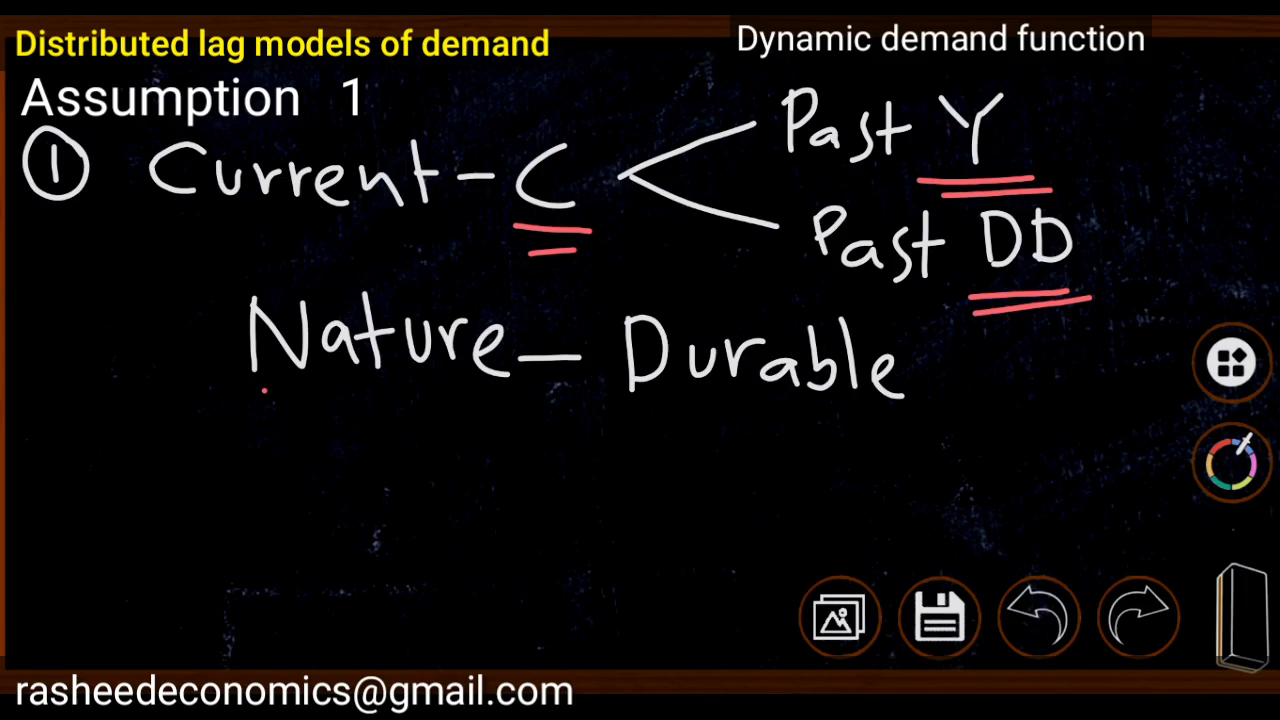 Distributed lag models of demand
Dynamic demand function
Assumption 1
① Current - C
Past Y
Past DD
Nature - Durable
rasheedeconomics@gmail.com